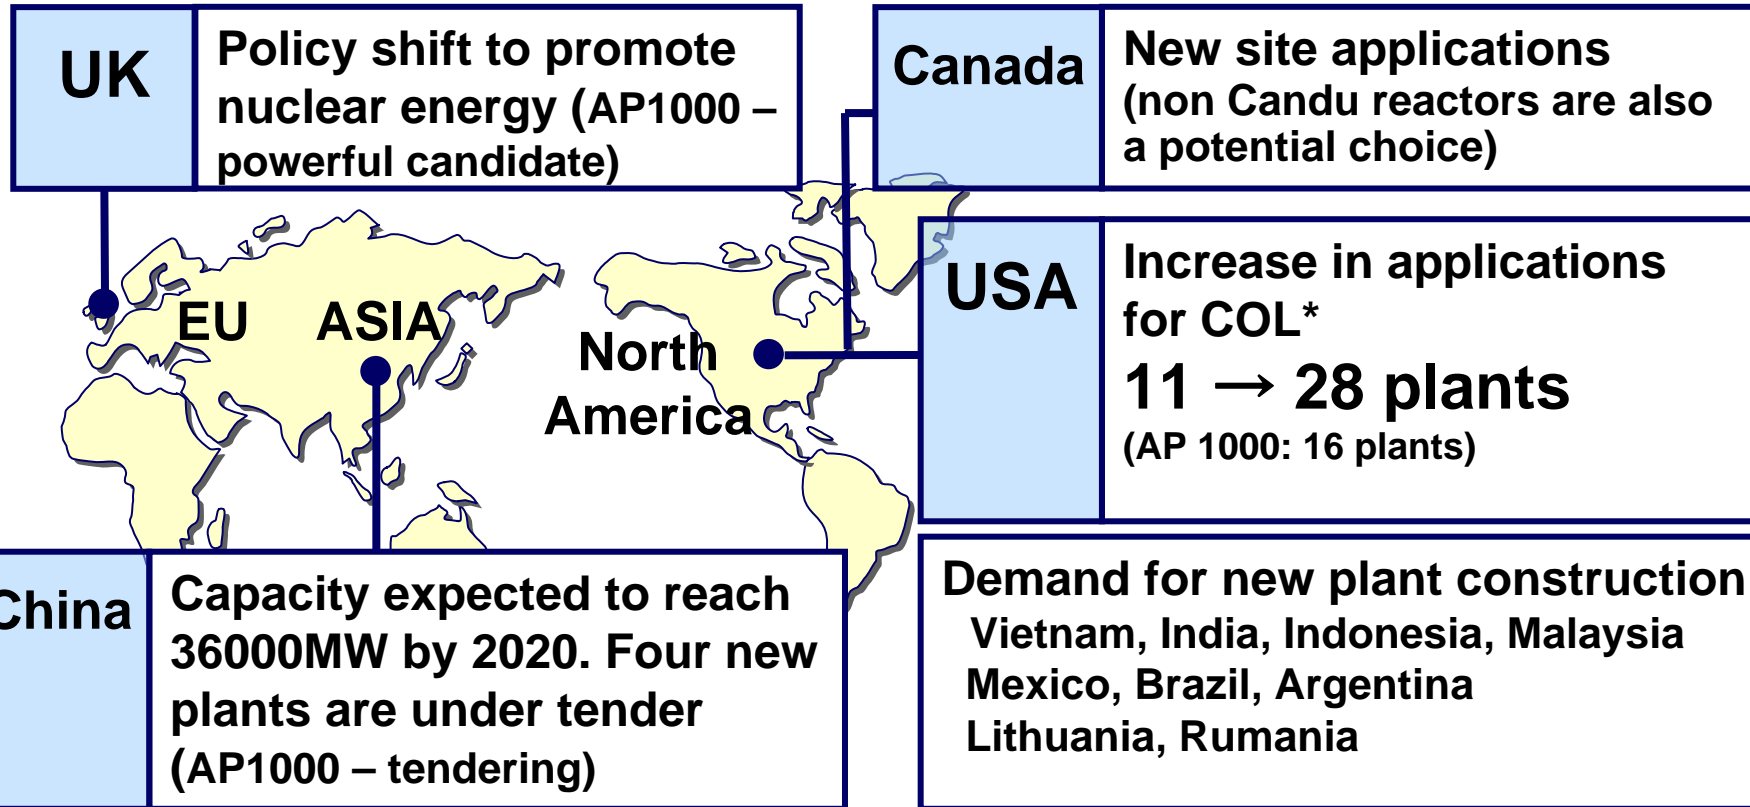 UK
Policy shift to promote
nuclear energy (AP1000 –
powerful candidate)
Canada
New site applications
(non Candu reactors are also
a potential choice)
EU
ASIA
North
America
USA
Increase in applications
for COL*
11 → 28 plants
(AP 1000: 16 plants)
China
Capacity expected to reach
36000MW by 2020. Four new
plants are under tender
(AP1000 – tendering)
Demand for new plant construction
Vietnam, India, Indonesia, Malaysia
Mexico, Brazil, Argentina
Lithuania, Rumania